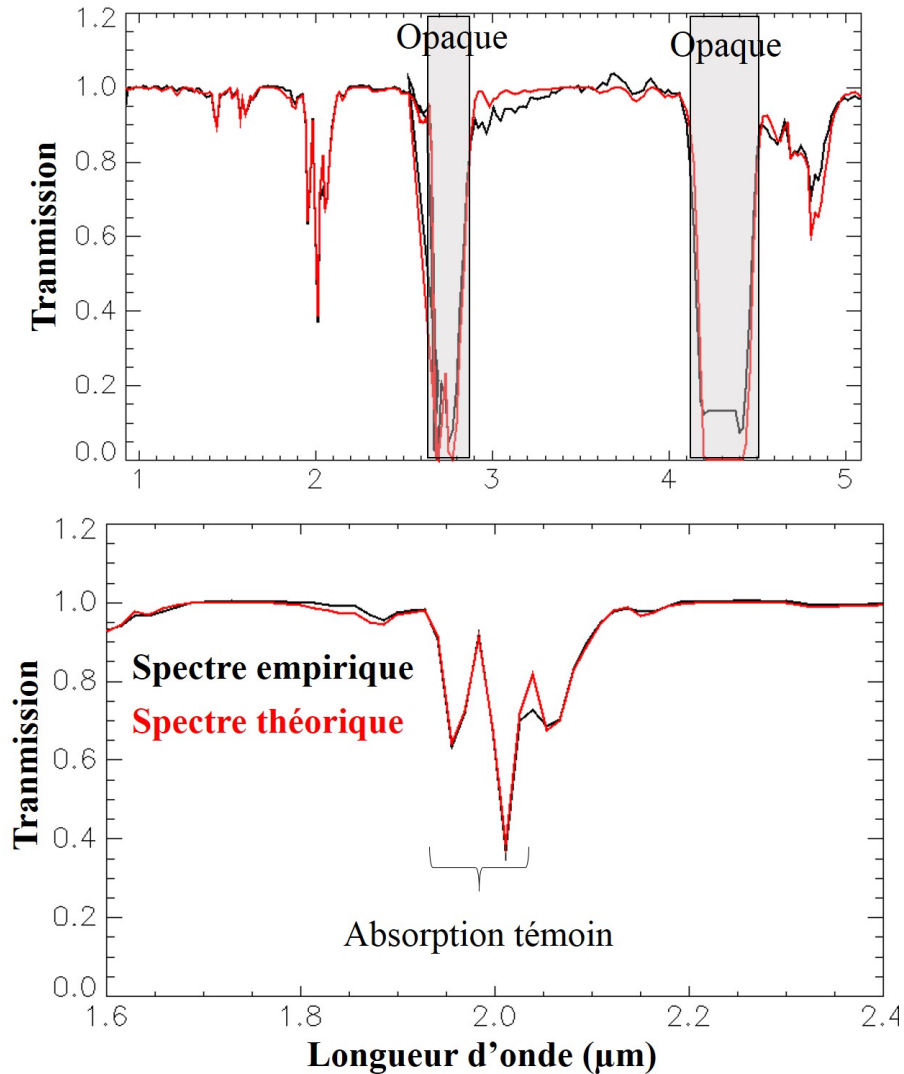 1.2
1.0
0.8
0.6
0.4
0.2
0.0
Tranmission
Opaque
Opaque
1 2 3 4 5
1.2
1.0
0.8
0.6
0.4
0.2
0.0
Tranmission
Spectre empirique
Spectre théorique
Absorption témoin
1.6 1.8 2.0 2.2 2.4
Longueur d’onde (μm)